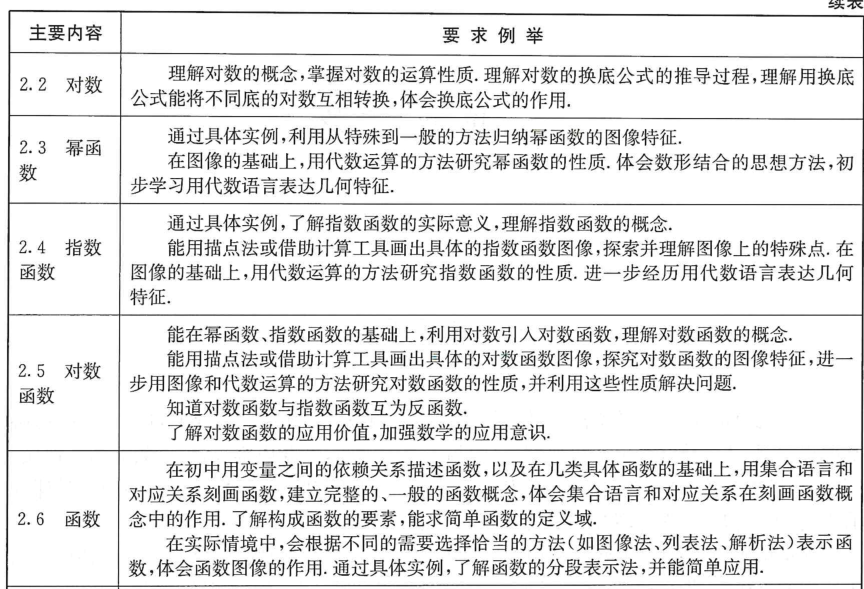 续表
主要内容
要 求 例 举
2.2 对数
理解对数的概念,掌握对数的运算性质.理解对数的换底公式的推导过程,理解用换底
公式能将不同底的对数互相转换,体会换底公式的作用.
2.3 幂函
数
通过具体实例,利用从特殊到一般的方法归纳幂函数的图像特征.
在图像的基础上,用代数运算的方法研究幂函数的性质.体会数形结合的思想方法,初
步学习用代数语言表达几何特征.
2.4 指数
函数
通过具体实例,了解指数函数的实际意义,理解指数函数的概念.
能用描点法或借助计算工具画出具体的指数函数图像,探索并理解图像上的特殊点.在
图像的基础上,用代数运算的方法研究指数函数的性质.进一步经历用代数语言表达几何
特征.
2.5 对数
函数
能在幂函数、指数函数的基础上,利用对数引入对数函数,理解对数函数的概念.
能用描点法或借助计算工具画出具体的对数函数图像,探究对数函数的图像特征,进一
步用图像和代数运算的方法研究对数函数的性质,并利用这些性质解决问题.
知道对数函数与指数函数互为反函数.
了解对数函数的应用价值,加强数学的应用意识.
2.6 函数
在初中用变量之间的依赖关系描述函数,以及在几类具体函数的基础上,用集合语言和
对应关系刻画函数,建立完整的、一般的函数概念,体会集合语言和对应关系在刻画函数概
念中的作用.了解构成函数的要素,能求简单函数的定义域.
在实际情境中,会根据不同的需要选择恰当的方法(如图像法、列表法、解析法)表示函
数,体会函数图像的作用.通过具体实例,了解函数的分段表示法,并能简单应用.